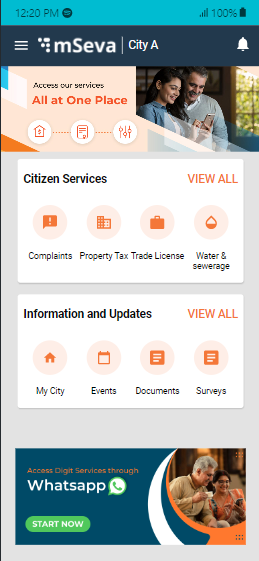 12:20 PM
100%
mSeva City A
Access our services
All at One Place
Citizen Services VIEW ALL
Complaints Property Tax Trade License Water &
sewerage
Information and Updates VIEW ALL
My City Events Documents Surveys
Access Digit Services through
Whatsapp
START NOW